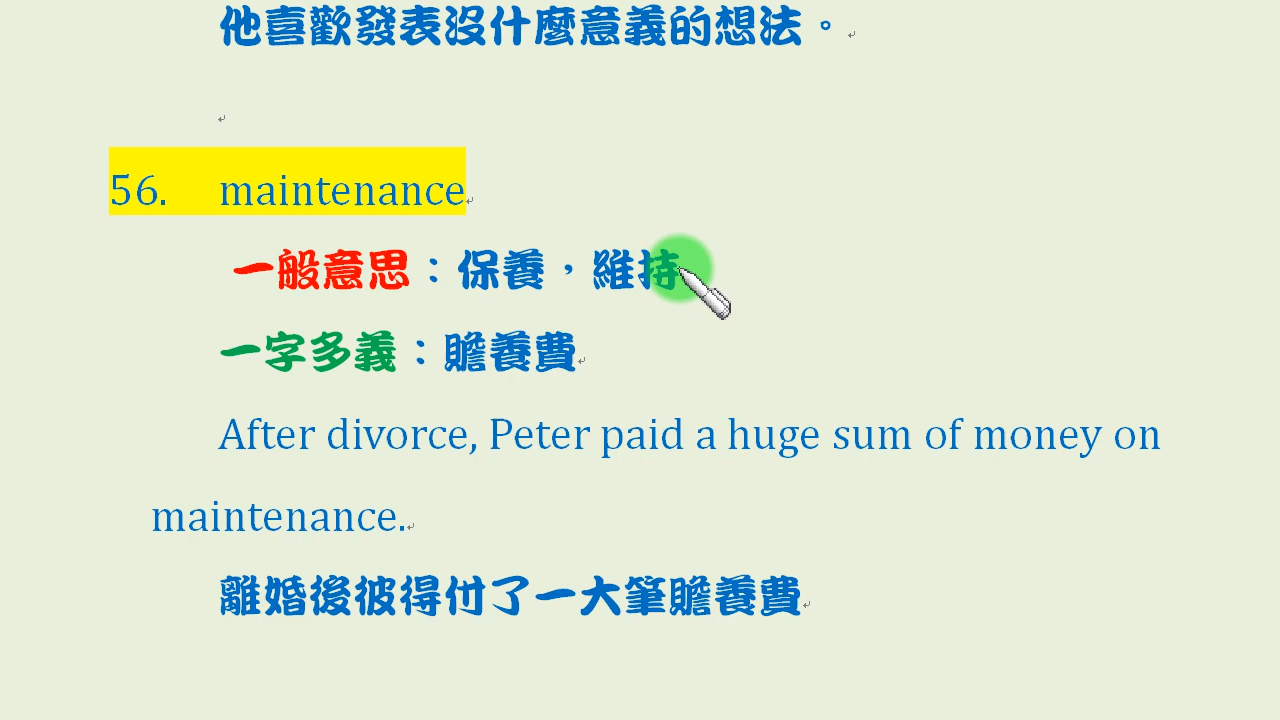 他喜歡發表沒什麼意義的想法。
56. maintenance
一般意思：保養，維持
一字多義：贍養費
After divorce, Peter paid a huge sum of money on
maintenance.
離婚後彼得付了一大筆贍養費